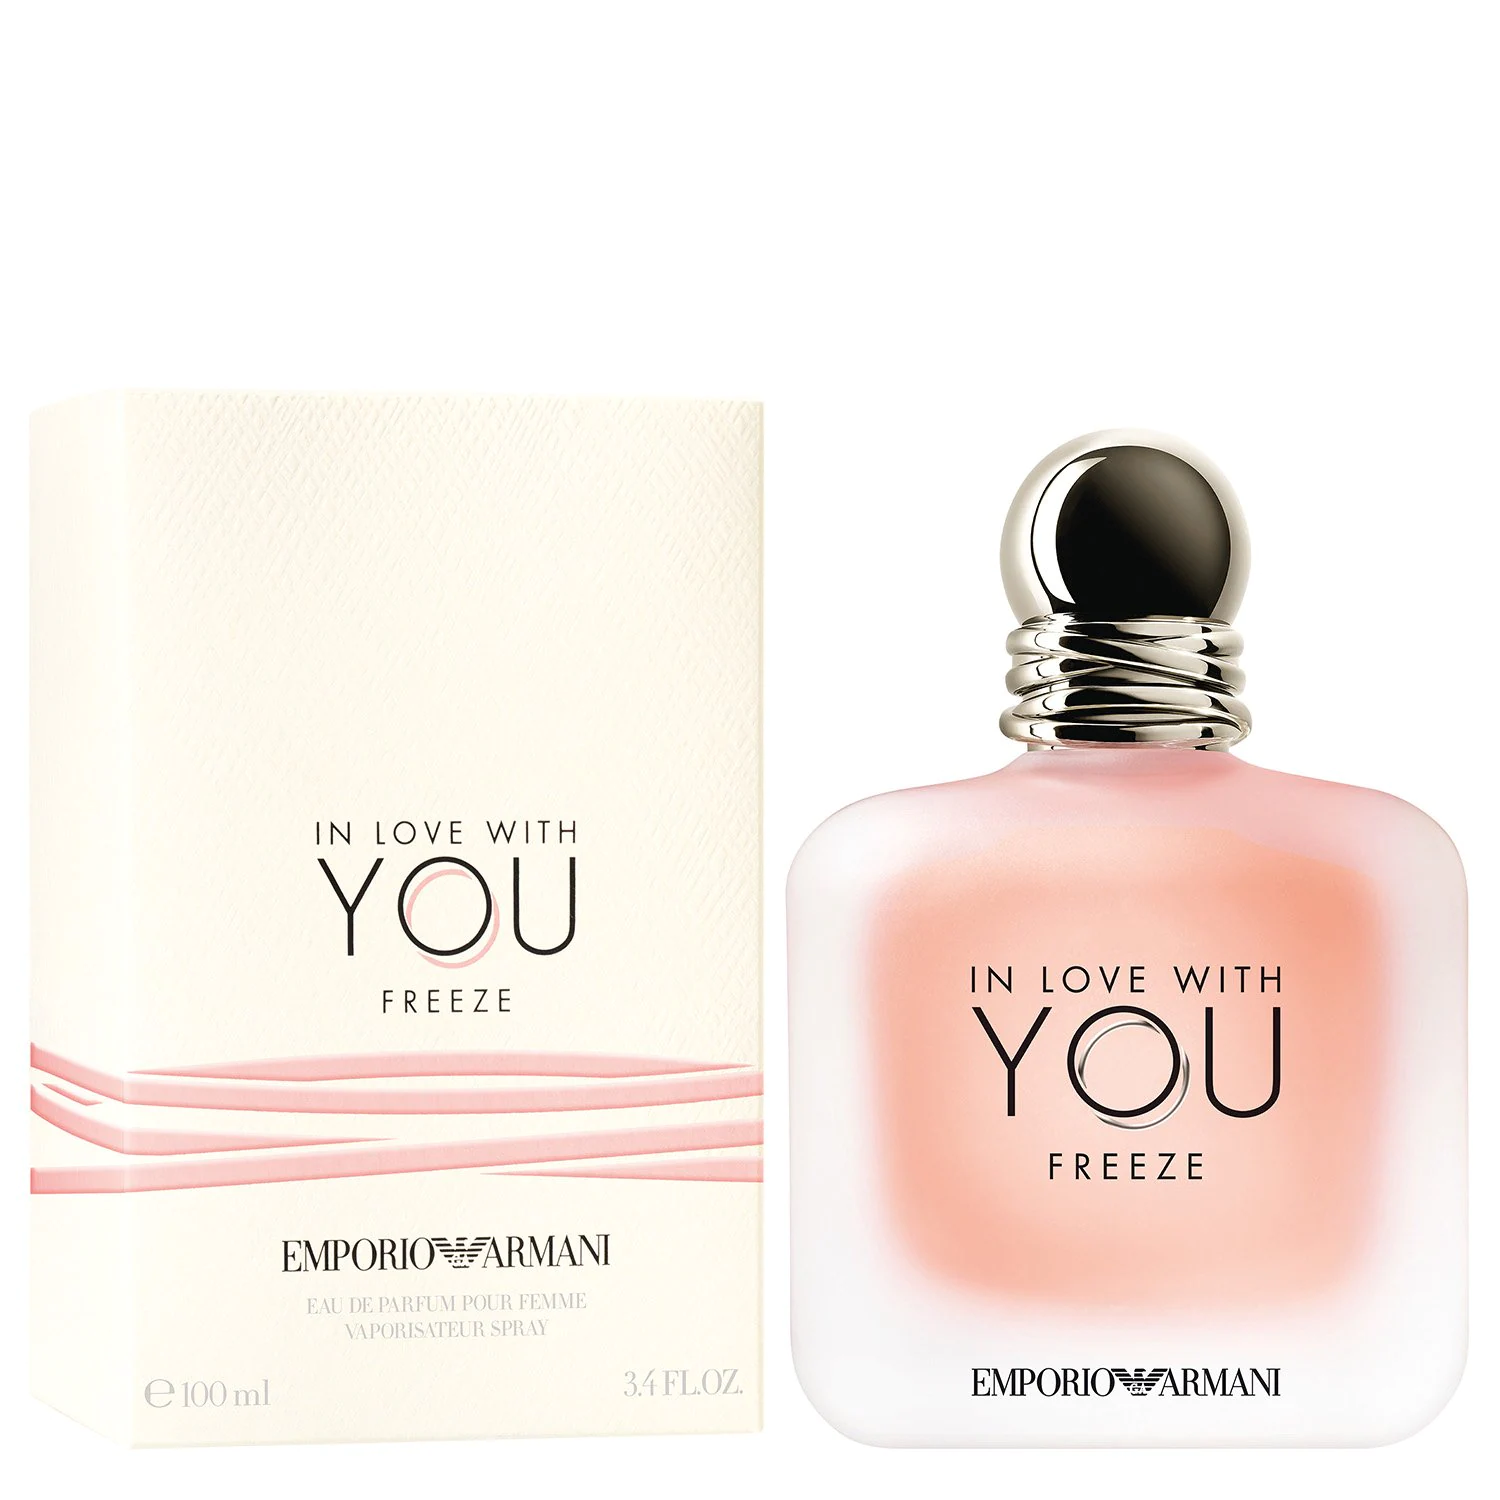 IN LOVE WITH
YOU
FREEZE
EMPORIO ARMANI
EAU DE PARFUM POUR FEMME
VAPORISATEUR SPRAY
e 100 ml
3.4 FL.OZ.
IN LOVE WITH
YOU
FREEZE
EMPORIO ARMANI